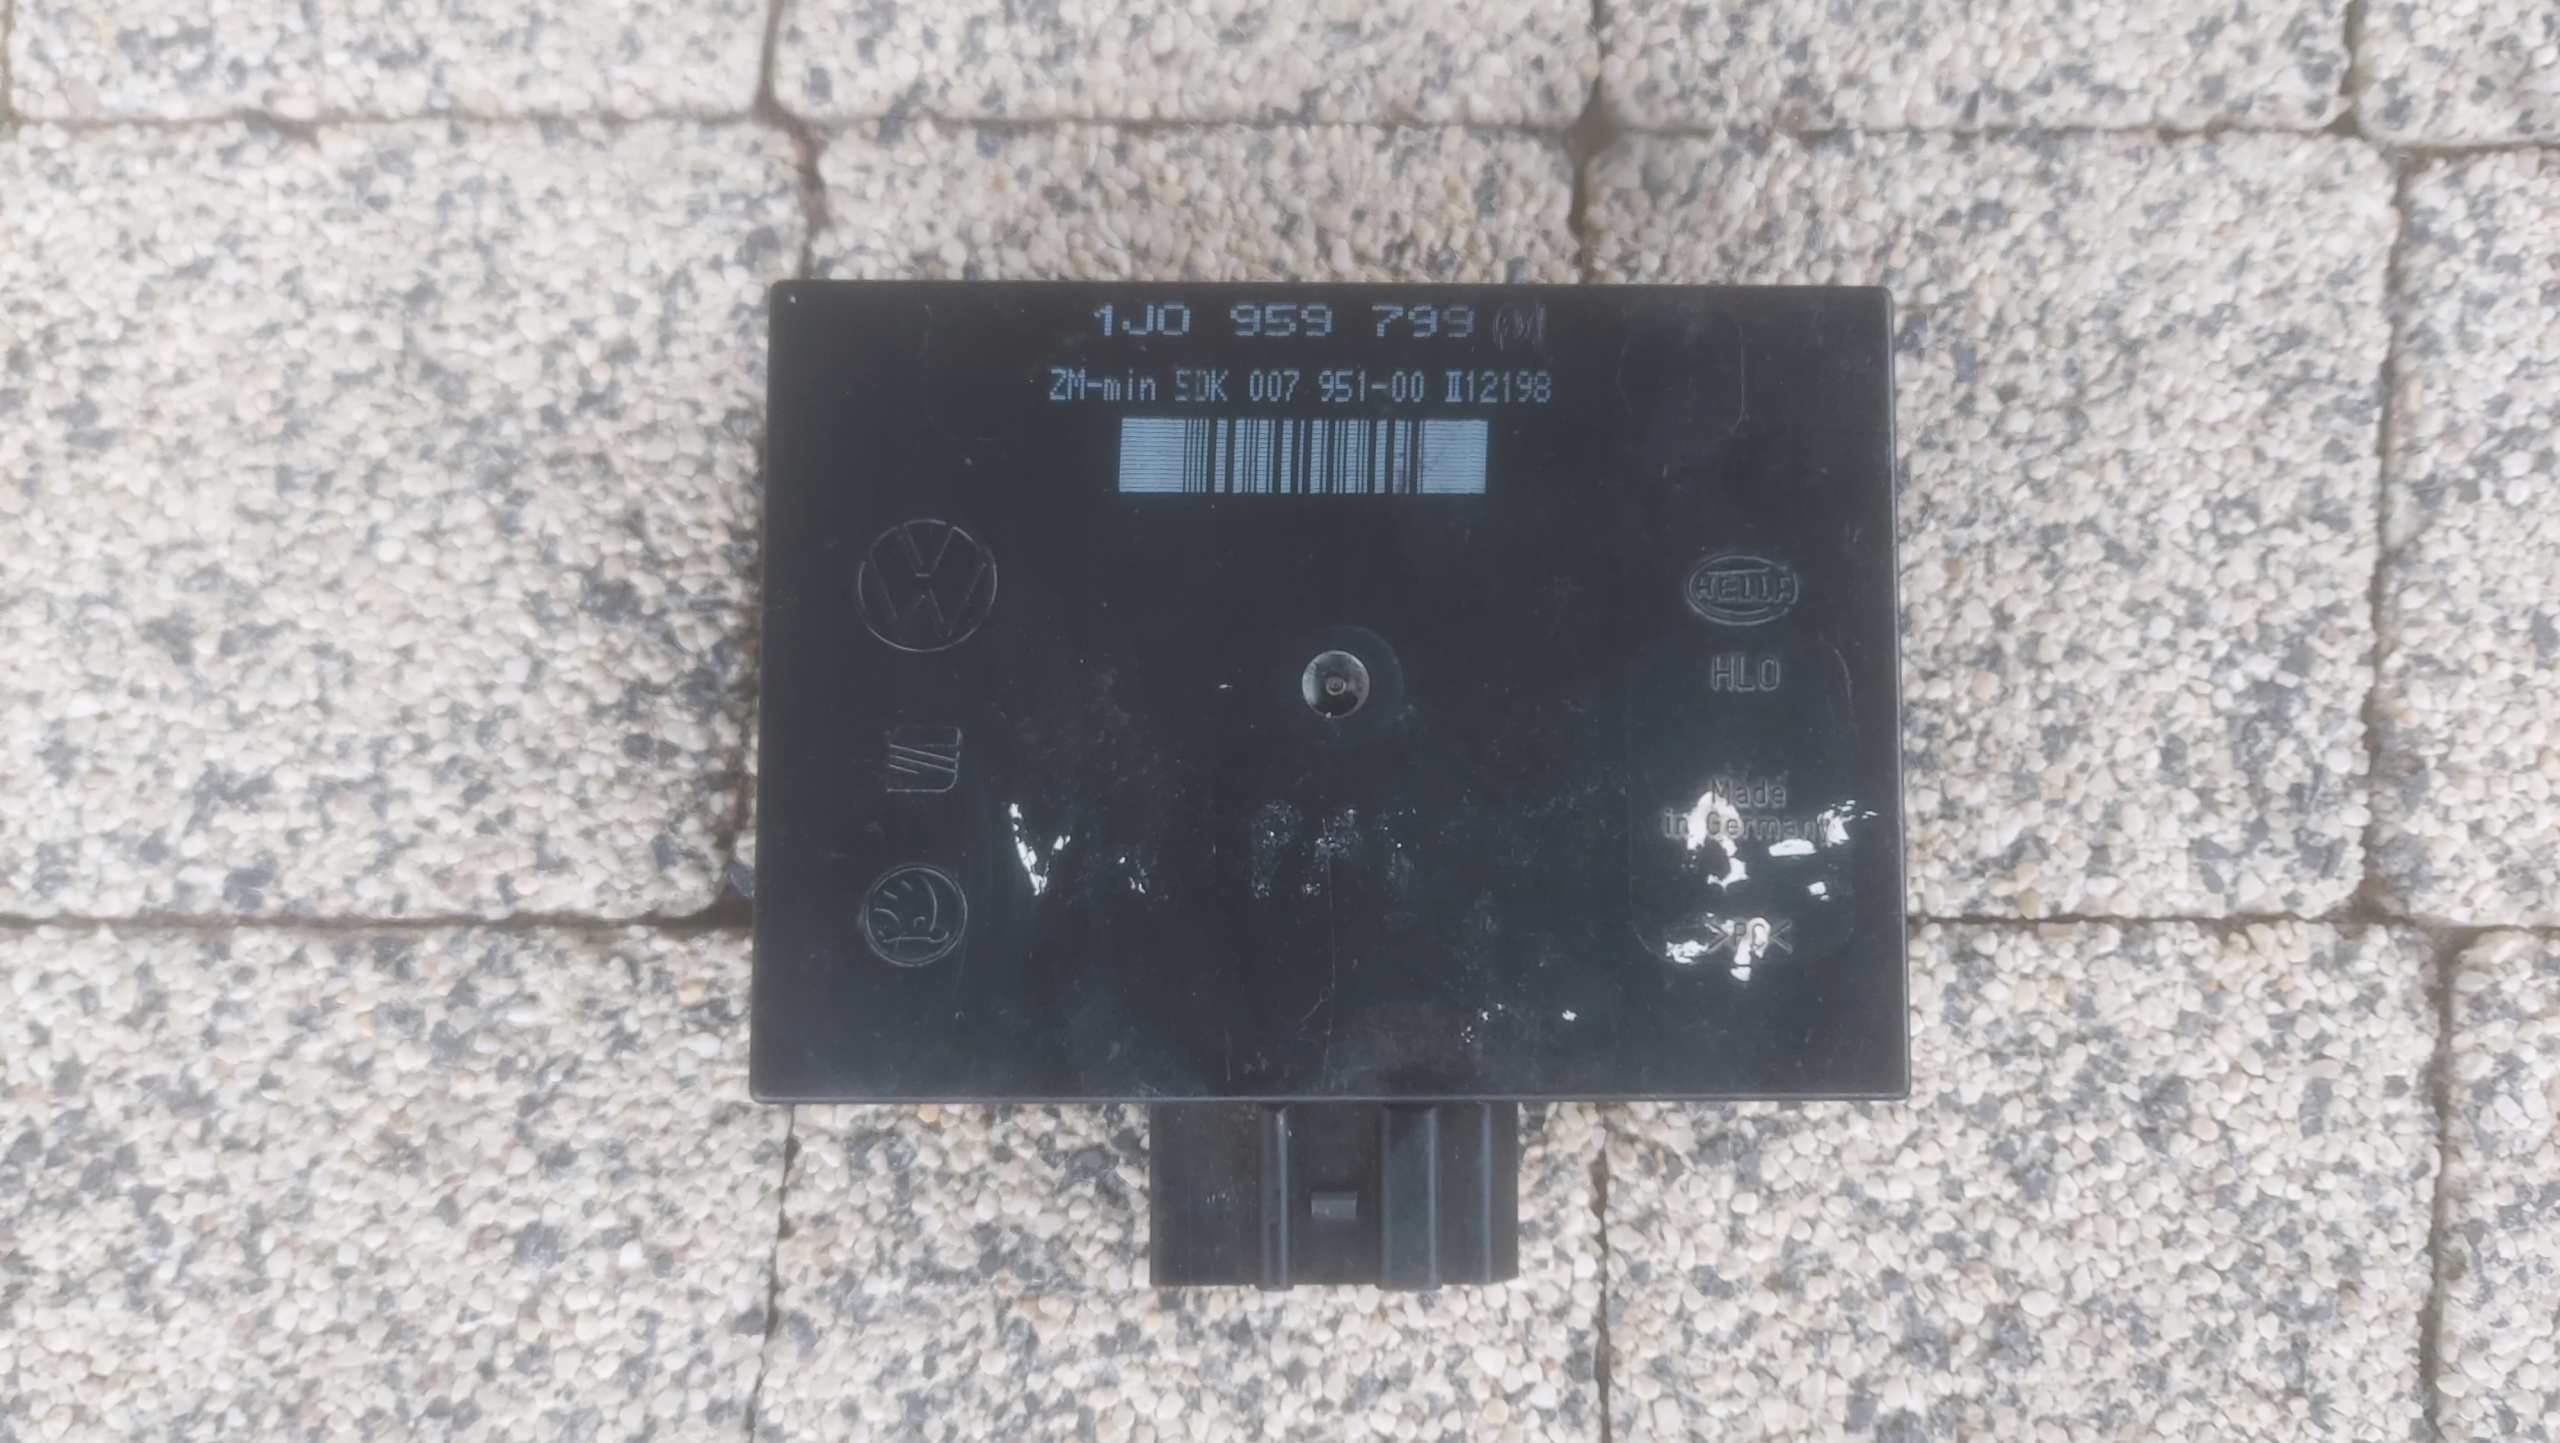 1J0 959 799
ZM-min 5DK 007 951-00 II12198
HELLA
HLO
Made
in Germany
>PC<